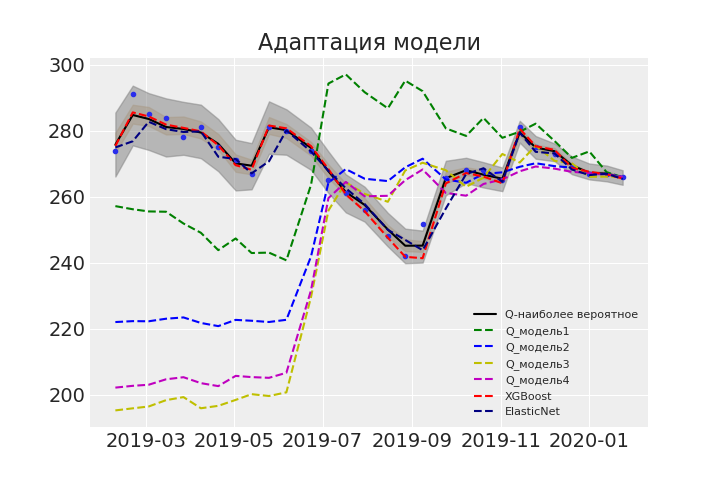 Адаптация модели
300
280
260
240
220
200
2019-03 2019-05 2019-07 2019-09 2019-11 2020-01
Q-наиболее вероятное
Q_модель1
Q_модель2
Q_модель3
Q_модель4
XGBoost
ElasticNet